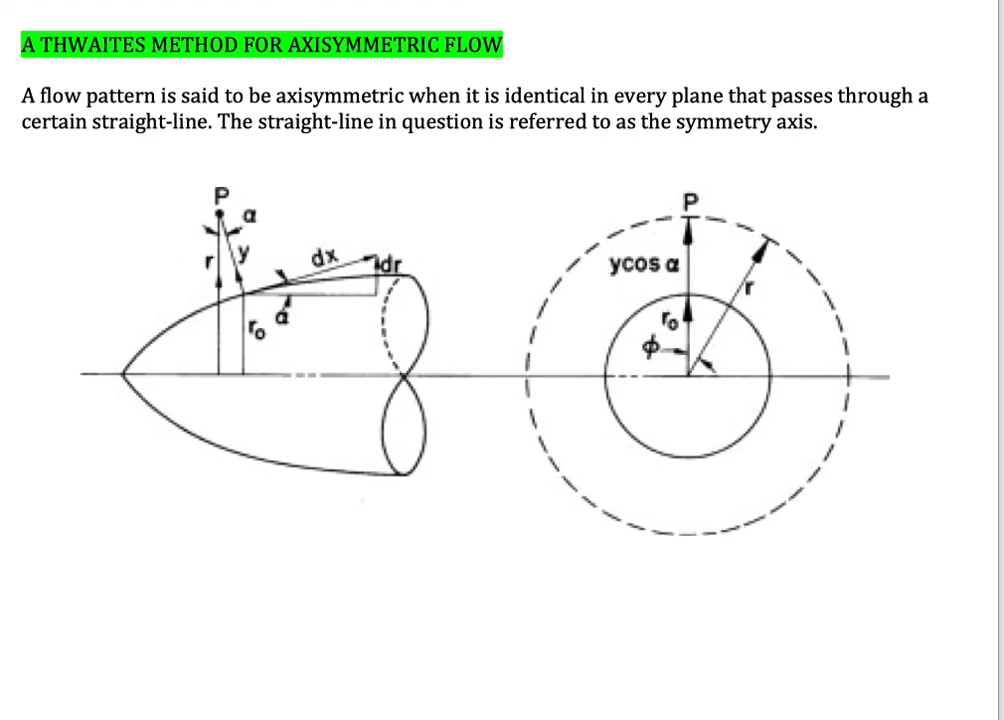 A THWAITES METHOD FOR AXISYMMETRIC FLOW
A flow pattern is said to be axisymmetric when it is identical in every plane that passes through a
certain straight-line. The straight-line in question is referred to as the symmetry axis.
P
α
r
y
dx
dr
r₀
α
P
ycos α
r
r₀
ϕ